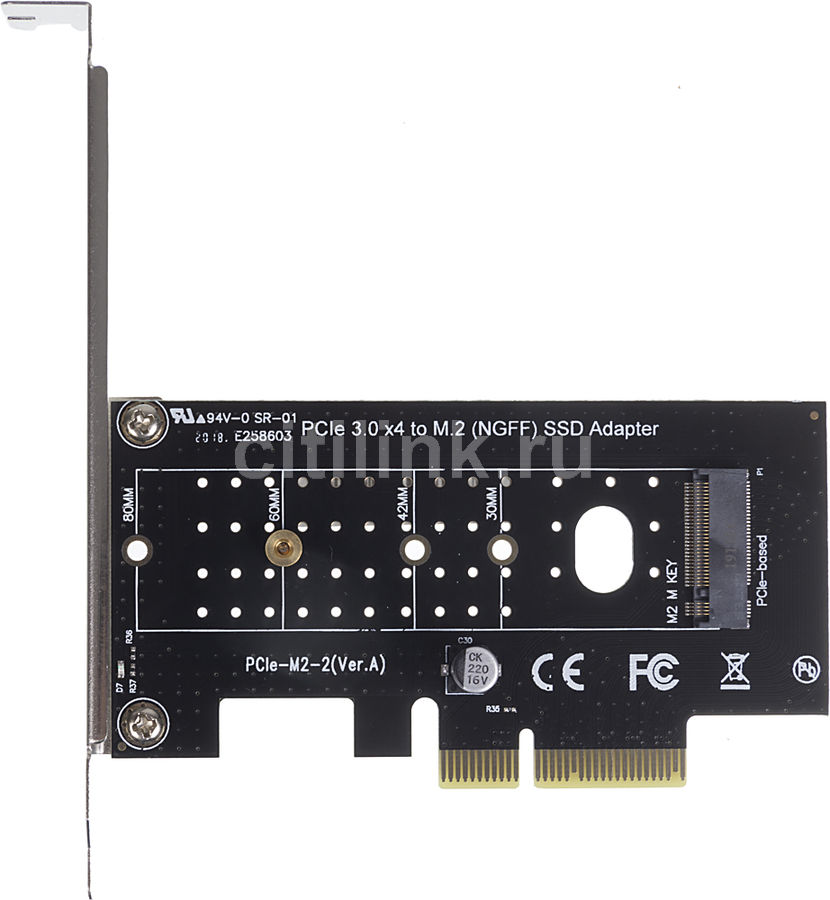 94V-0 SR-01
2018. E258603
PCIe 3.0 x4 to M.2 (NGFF) SSD Adapter
citilink.ru
80MM
60MM
42MM
30MM
M2 M KEY
P1
PCIe-based
R36
D7
R37
PCIe-M2-2(Ver.A)
C30
CK
220
16V
R35
CE
FC
Pb